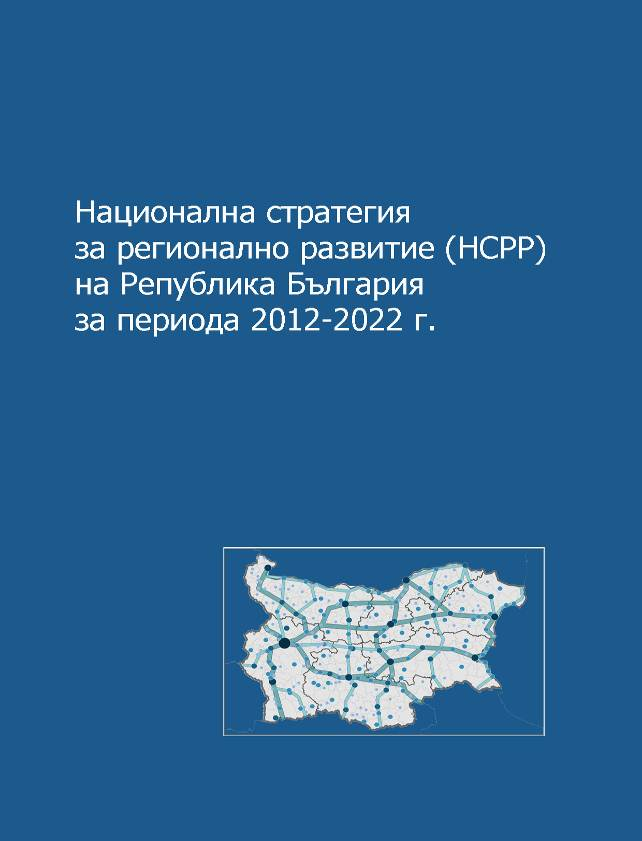 Национална стратегия
за регионално развитие (НСРР)
на Република България
за периода 2012-2022 г.